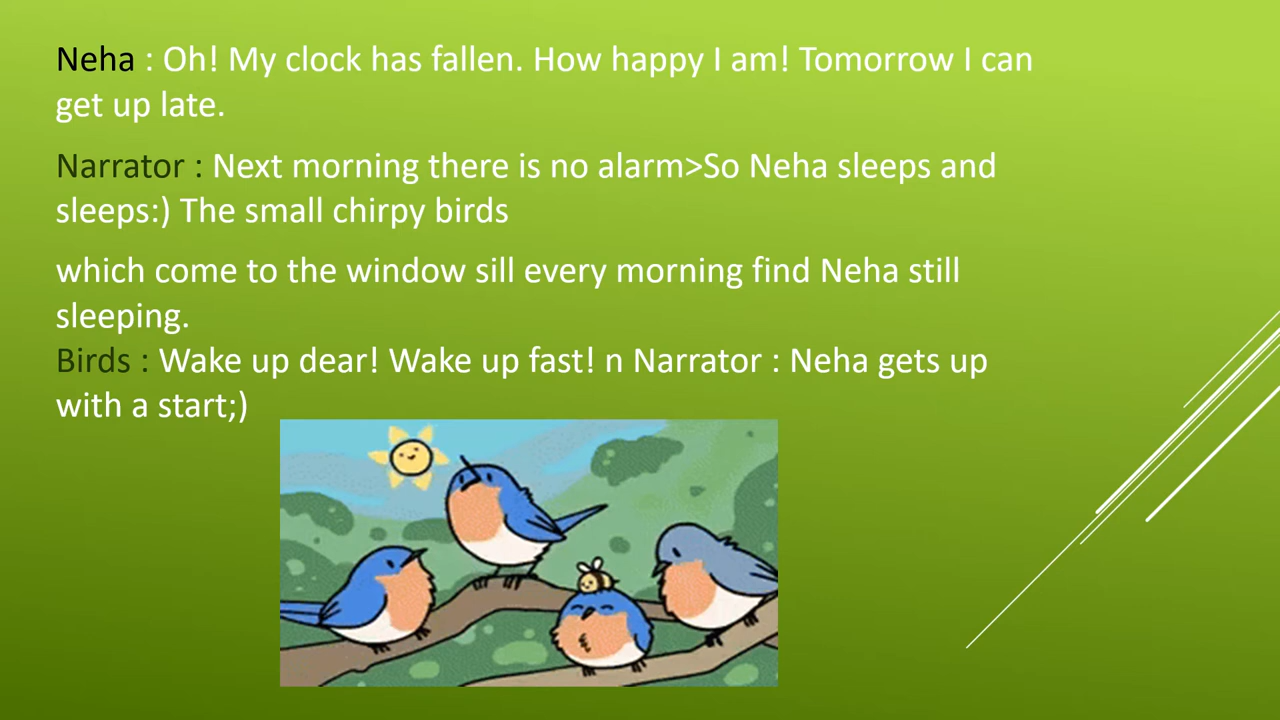 Neha : Oh! My clock has fallen. How happy I am! Tomorrow I can
get up late.
Narrator : Next morning there is no alarm>So Neha sleeps and
sleeps:) The small chirpy birds
which come to the window sill every morning find Neha still
sleeping.
Birds : Wake up dear! Wake up fast! n Narrator : Neha gets up
with a start;)